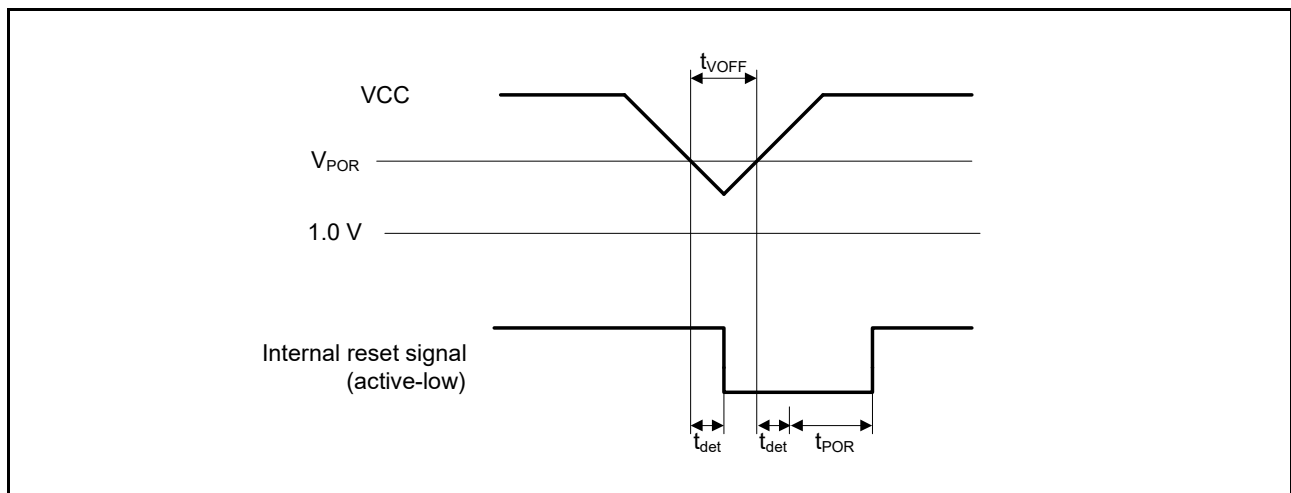 tVOFF
VCC
VPOR
1.0 V
Internal reset signal
(active-low)
tdet
tdet
tPOR